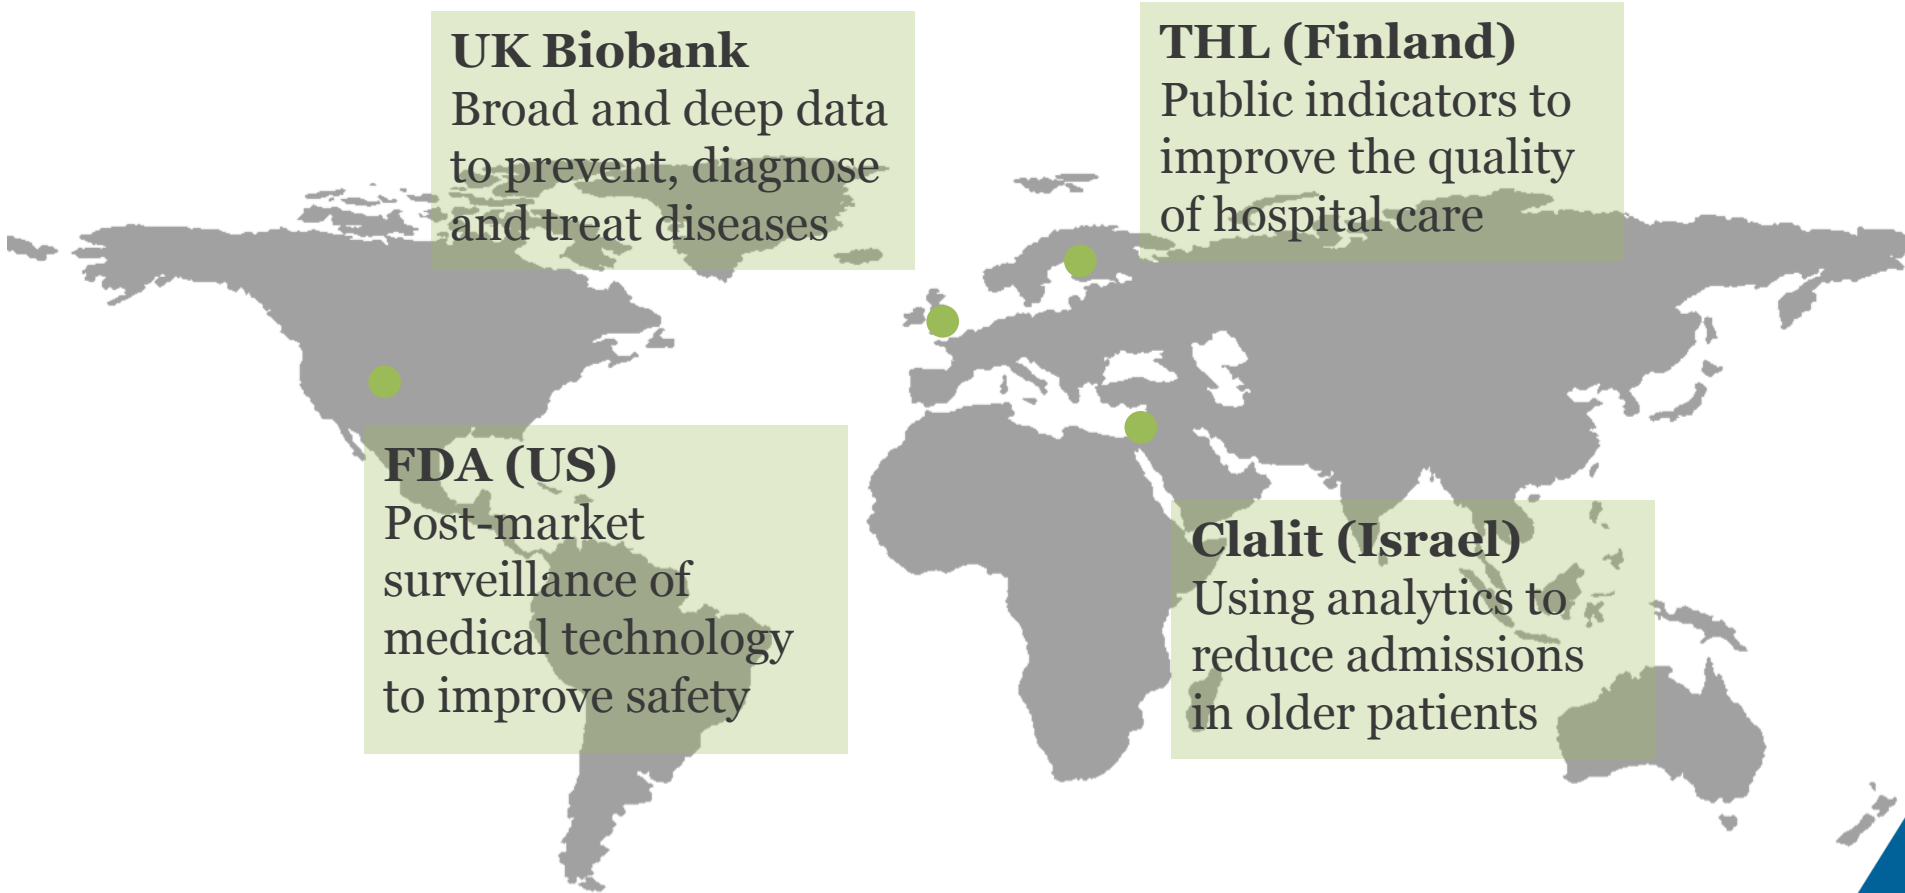 UK Biobank
Broad and deep data
to prevent, diagnose
and treat diseases
THL (Finland)
Public indicators to
improve the quality
of hospital care
FDA (US)
Post-market
surveillance of
medical technology
to improve safety
Clalit (Israel)
Using analytics to
reduce admissions
in older patients